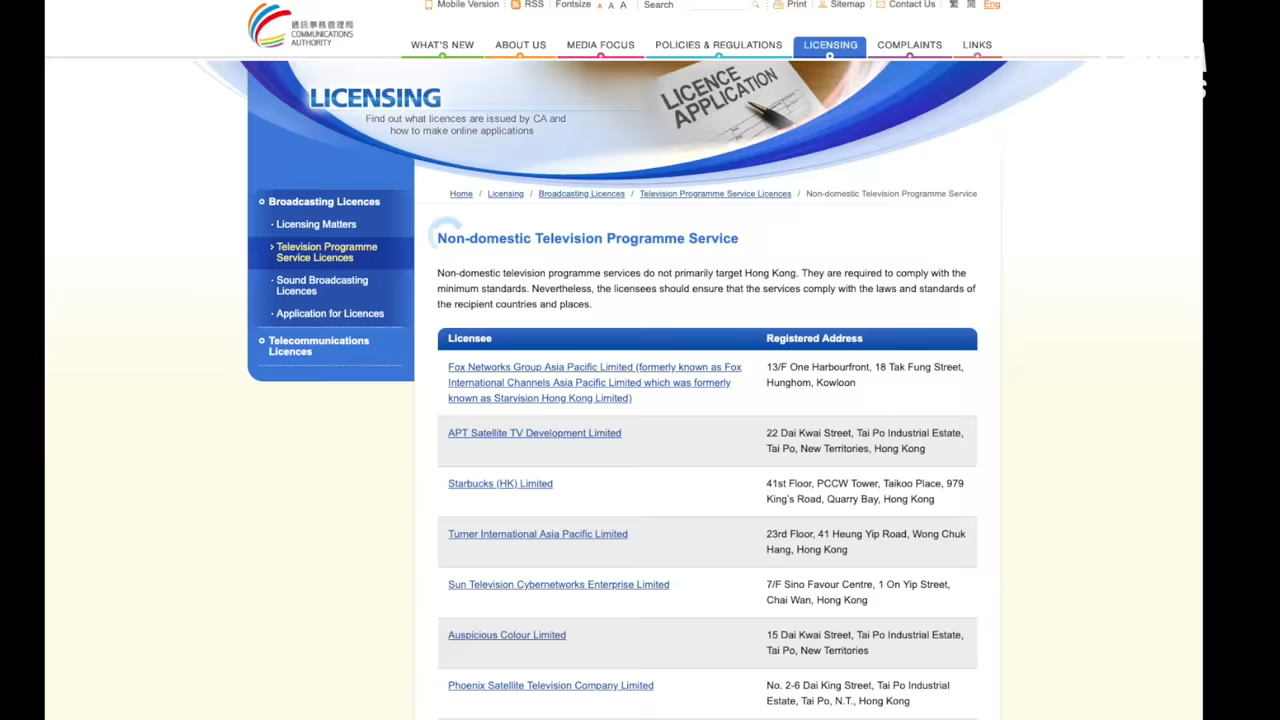 Mobile Version RSS Fontsize A A A Search Print Sitemap Contact Us 繁 簡 Eng
通訊事務管理局
COMMUNICATIONS
AUTHORITY
WHAT'S NEW ABOUT US MEDIA FOCUS POLICIES & REGULATIONS LICENSING COMPLAINTS LINKS
LICENSING
Find out what licences are issued by CA and
how to make online applications
LICENCE
APPLICATION
Home / Licensing / Broadcasting Licences / Television Programme Service Licences / Non-domestic Television Programme Service
Broadcasting Licences
Licensing Matters
Television Programme
Service Licences
Sound Broadcasting
Licences
Application for Licences
Telecommunications
Licences
Non-domestic Television Programme Service
Non-domestic television programme services do not primarily target Hong Kong. They are required to comply with the
minimum standards. Nevertheless, the licensees should ensure that the services comply with the laws and standards of
the recipient countries and places.
Licensee Registered Address
Fox Networks Group Asia Pacific Limited (formerly known as Fox
International Channels Asia Pacific Limited which was formerly
known as Starvision Hong Kong Limited)
13/F One Harbourfront, 18 Tak Fung Street,
Hunghom, Kowloon
APT Satellite TV Development Limited
22 Dai Kwai Street, Tai Po Industrial Estate,
Tai Po, New Territories, Hong Kong
Starbucks (HK) Limited
41st Floor, PCCW Tower, Taikoo Place, 979
King's Road, Quarry Bay, Hong Kong
Turner International Asia Pacific Limited
23rd Floor, 41 Heung Yip Road, Wong Chuk
Hang, Hong Kong
Sun Television Cybernetworks Enterprise Limited
7/F Sino Favour Centre, 1 On Yip Street,
Chai Wan, Hong Kong
Auspicious Colour Limited
15 Dai Kwai Street, Tai Po Industrial Estate,
Tai Po, New Territories
Phoenix Satellite Television Company Limited
No. 2-6 Dai King Street, Tai Po Industrial
Estate, Tai Po, N.T., Hong Kong